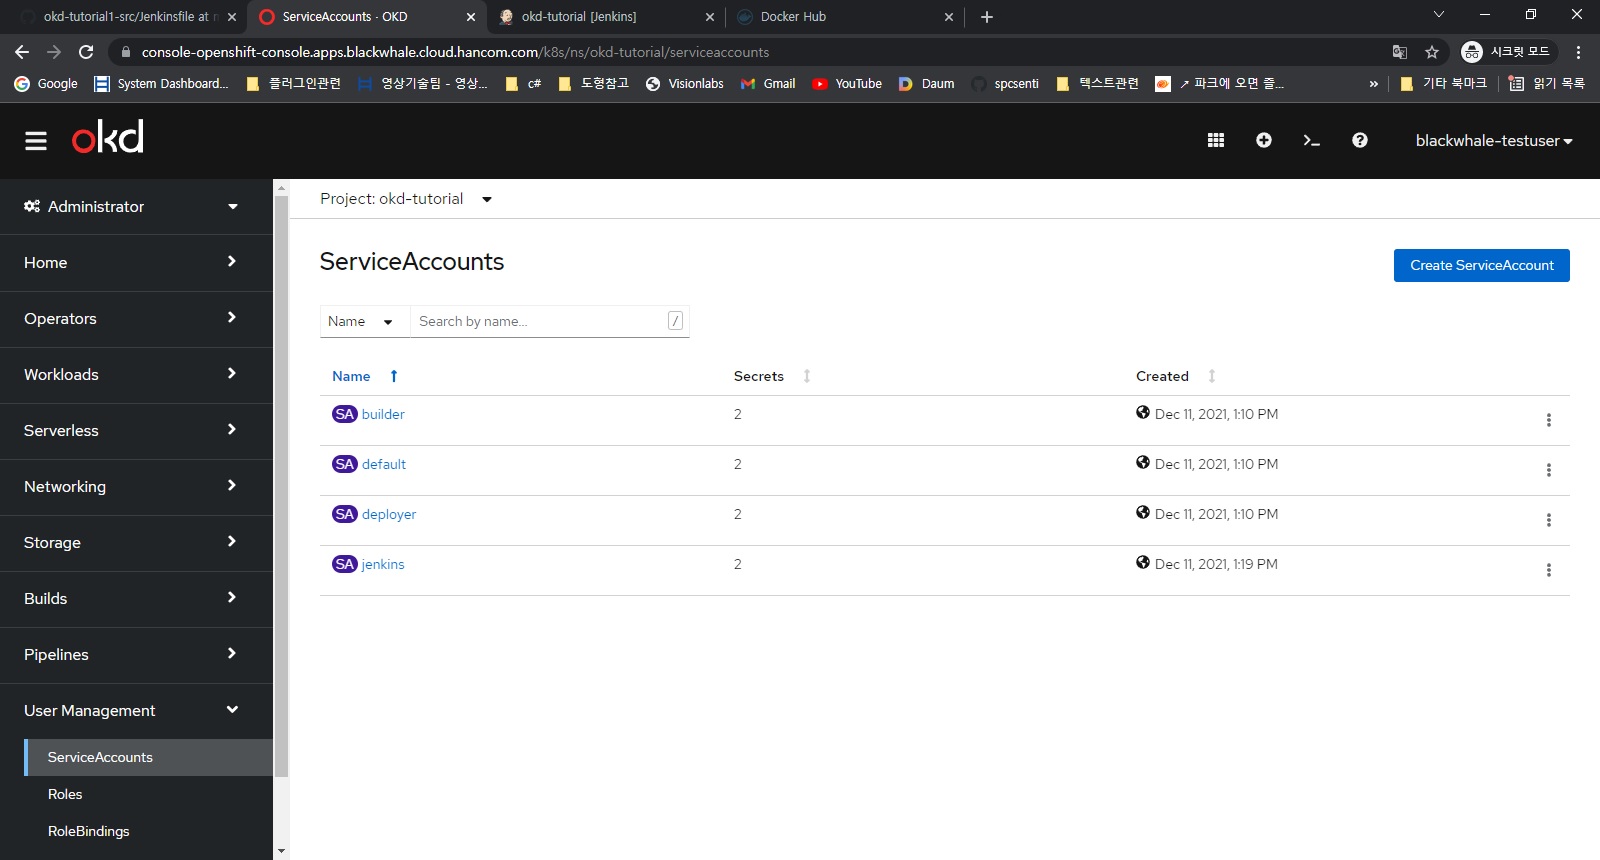 okd-tutorial1-src/Jenkinsfile at
ServiceAccounts · OKD
okd-tutorial [Jenkins]
Docker Hub
console-openshift-console.apps.blackwhale.cloud.hancom.com/k8s/ns/okd-tutorial/serviceaccounts
시크릿 모드
Google
System Dashboard...
플러그인관련
영상기술팀 - 영상...
c#
도형참고
Visionlabs
Gmail
YouTube
Daum
spcsenti
텍스트관련
↗ 파크에 오면 즐...
»
기타 북마크
읽기 목록
okd
blackwhale-testuser
Administrator
Home
Operators
Workloads
Serverless
Networking
Storage
Builds
Pipelines
User Management
ServiceAccounts
Roles
RoleBindings
Project: okd-tutorial
ServiceAccounts
Create ServiceAccount
Name Search by name... /
Name Secrets Created
SA builder 2 Dec 11, 2021, 1:10 PM
SA default 2 Dec 11, 2021, 1:10 PM
SA deployer 2 Dec 11, 2021, 1:10 PM
SA jenkins 2 Dec 11, 2021, 1:19 PM